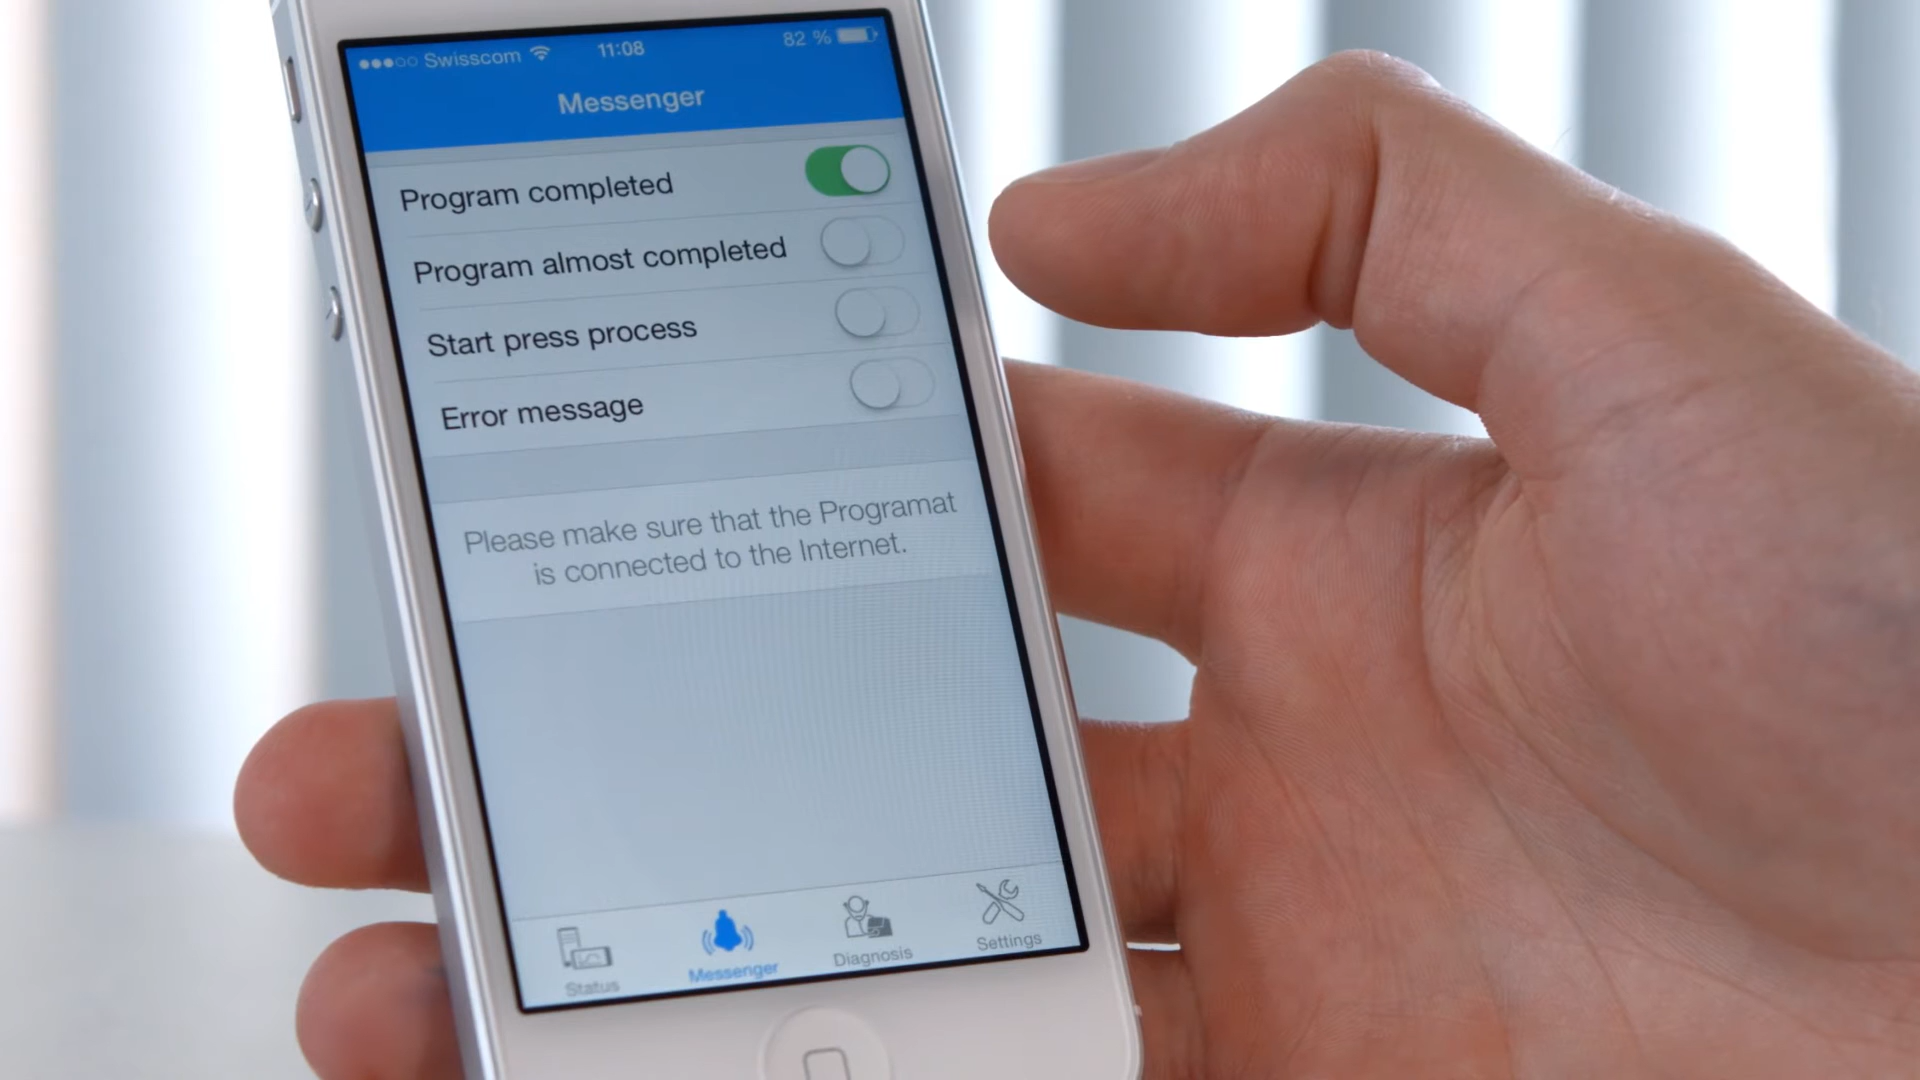 Swisscom 11:08 82 %
Messenger
Program completed
Program almost completed
Start press process
Error message
Please make sure that the Programat
is connected to the Internet.
Status Messenger Diagnosis Settings